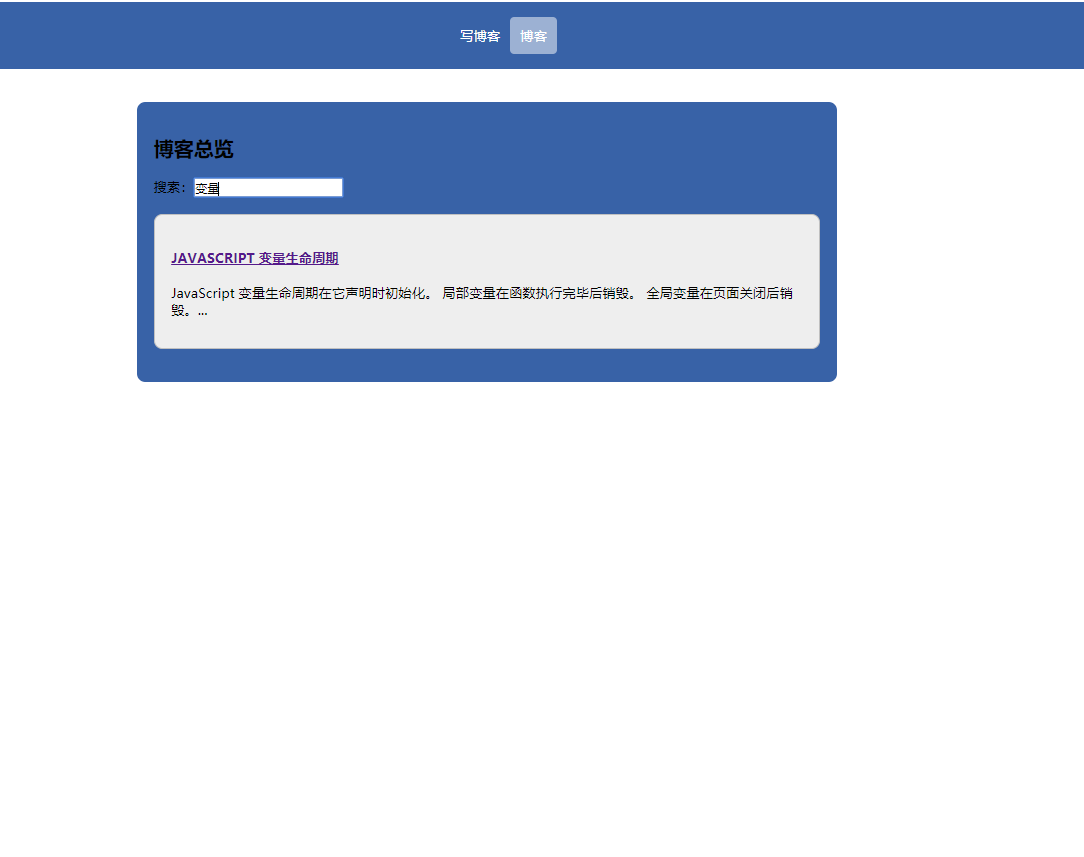 写博客 博客
博客总览
搜索: 变量
JAVASCRIPT 变量生命周期
JavaScript 变量生命周期在它声明时初始化。 局部变量在函数执行完毕后销毁。 全局变量在页面关闭后销
毁。...